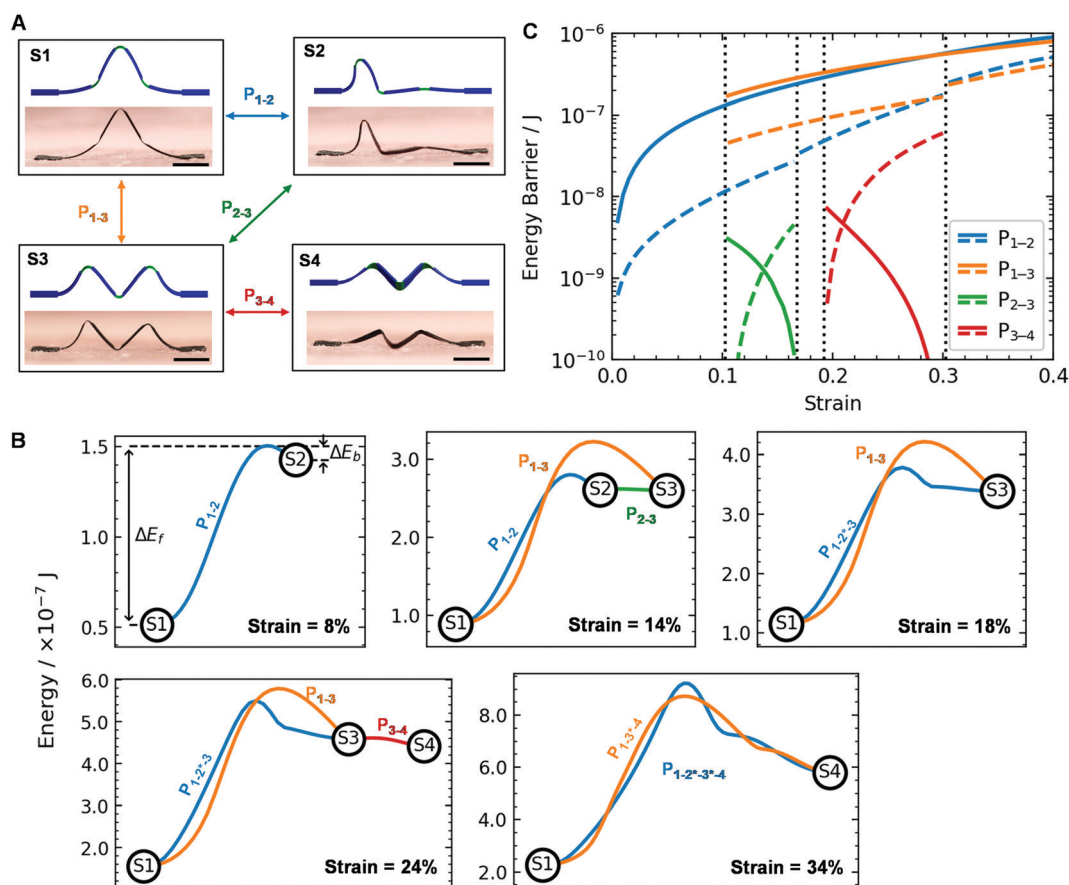 A
S1
S2
P1-2
P1-3
P2-3
S3
S4
P3-4
C
Energy Barrier / J
10⁻⁶
10⁻⁷
10⁻⁸
10⁻⁹
10⁻¹⁰
0.0 0.1 0.2 0.3 0.4
Strain
P1–2
P1–3
P2–3
P3–4
B
Energy / ×10⁻⁷ J
1.5
1.0
0.5
ΔEf
P1-2
S2
ΔEb
S1
Strain = 8%
3.0
2.0
1.0
P1-3
S2
S3
P2-3
P1-2
S1
Strain = 14%
4.0
3.0
2.0
1.0
P1-3
S3
P1-2*-3
S1
Strain = 18%
6.0
5.0
4.0
3.0
2.0
P1-3
P3-4
S3
S4
P1-2*-3
S1
Strain = 24%
8.0
6.0
4.0
2.0
P1-3*-4
P1-2*-3*-4
S4
S1
Strain = 34%